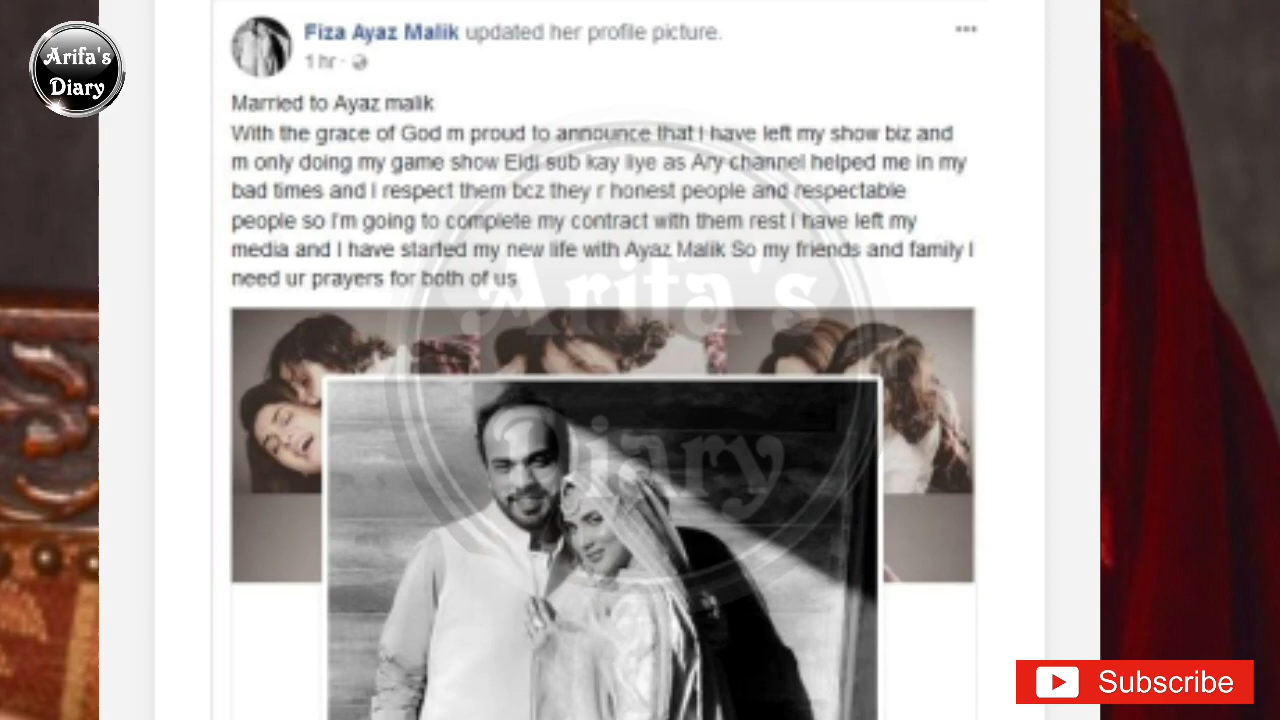 Arifa's
Diary
Fiza Ayaz Malik updated her profile picture.
1 hr ·
Married to Ayaz malik
With the grace of God m proud to announce that I have left my show biz and
m only doing my game show Eidi sub kay liye as Ary channel helped me in my
bad times and I respect them bcz they r honest people and respectable
people so I'm going to complete my contract with them rest I have left my
media and I have started my new life with Ayaz Malik So my friends and family I
need ur prayers for both of us
Arifa's
Diary
Subscribe